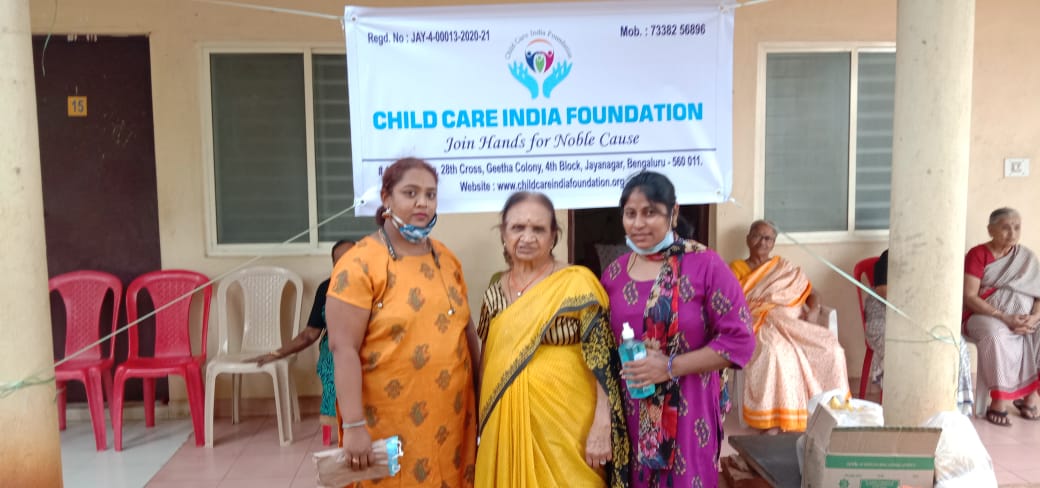 Regd. No : JAY-4-00013-2020-21
Mob. : 73382 56896
Child Care India Foundation
CHILD CARE INDIA FOUNDATION
Join Hands for Noble Cause
28th Cross, Geetha Colony, 4th Block, Jayanagar, Bengaluru - 560 011.
Website : www.childcareindiafoundation.org
15